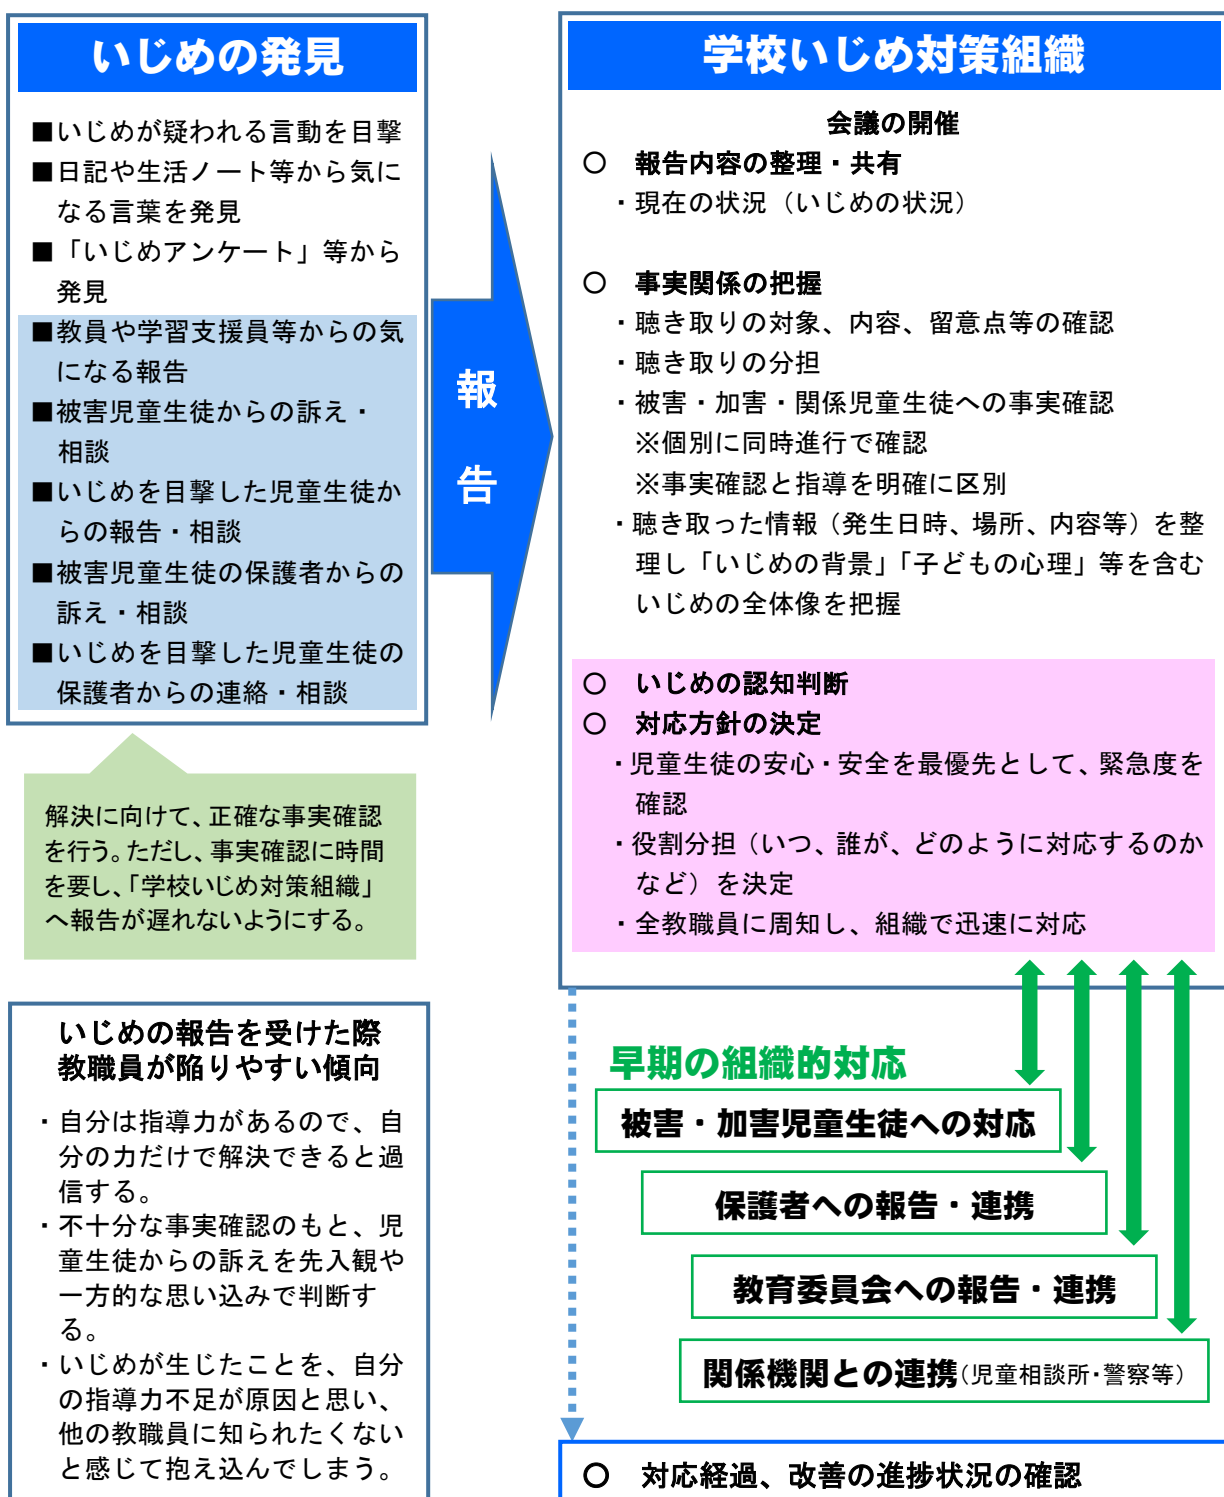 いじめの発見
■いじめが疑われる言動を目撃
■日記や生活ノート等から気に
なる言葉を発見
■「いじめアンケート」等から
発見
■教員や学習支援員等からの気
になる報告
■被害児童生徒からの訴え・
相談
■いじめを目撃した児童生徒か
らの報告・相談
■被害児童生徒の保護者からの
訴え・相談
■いじめを目撃した児童生徒の
保護者からの連絡・相談
解決に向けて、正確な事実確認
を行う。ただし、事実確認に時間
を要し、「学校いじめ対策組織」
へ報告が遅れないようにする。
報
告
学校いじめ対策組織
会議の開催
○ 報告内容の整理・共有
・現在の状況（いじめの状況）
○ 事実関係の把握
・聴き取りの対象、内容、留意点等の確認
・聴き取りの分担
・被害・加害・関係児童生徒への事実確認
※個別に同時進行で確認
※事実確認と指導を明確に区別
・聴き取った情報（発生日時、場所、内容等）を整
理し「いじめの背景」「子どもの心理」等を含む
いじめの全体像を把握
○ いじめの認知判断
○ 対応方針の決定
・児童生徒の安心・安全を最優先として、緊急度を
確認
・役割分担（いつ、誰が、どのように対応するのか
など）を決定
・全教職員に周知し、組織で迅速に対応
いじめの報告を受けた際
教職員が陥りやすい傾向
・自分は指導力があるので、自
分の力だけで解決できると過
信する。
・不十分な事実確認のもと、児
童生徒からの訴えを先入観や
一方的な思い込みで判断す
る。
・いじめが生じたことを、自分
の指導力不足が原因と思い、
他の教職員に知られたくない
と感じて抱え込んでしまう。
早期の組織的対応
被害・加害児童生徒への対応
保護者への報告・連携
教育委員会への報告・連携
関係機関との連携（児童相談所・警察等）
○ 対応経過、改善の進捗状況の確認